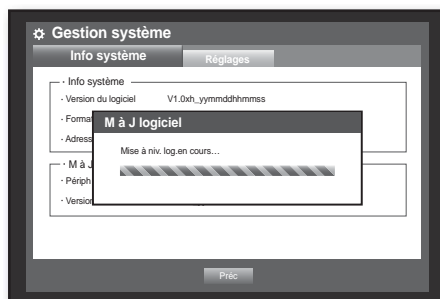 Gestion système
Info système
Réglages
· Info système
· Version du logiciel V1.0xh_yymmddhhmmss
· Format
· Adress
M à J logiciel
Mise à niv. log.en cours...
· M à J
· Périph
· Version
Préc